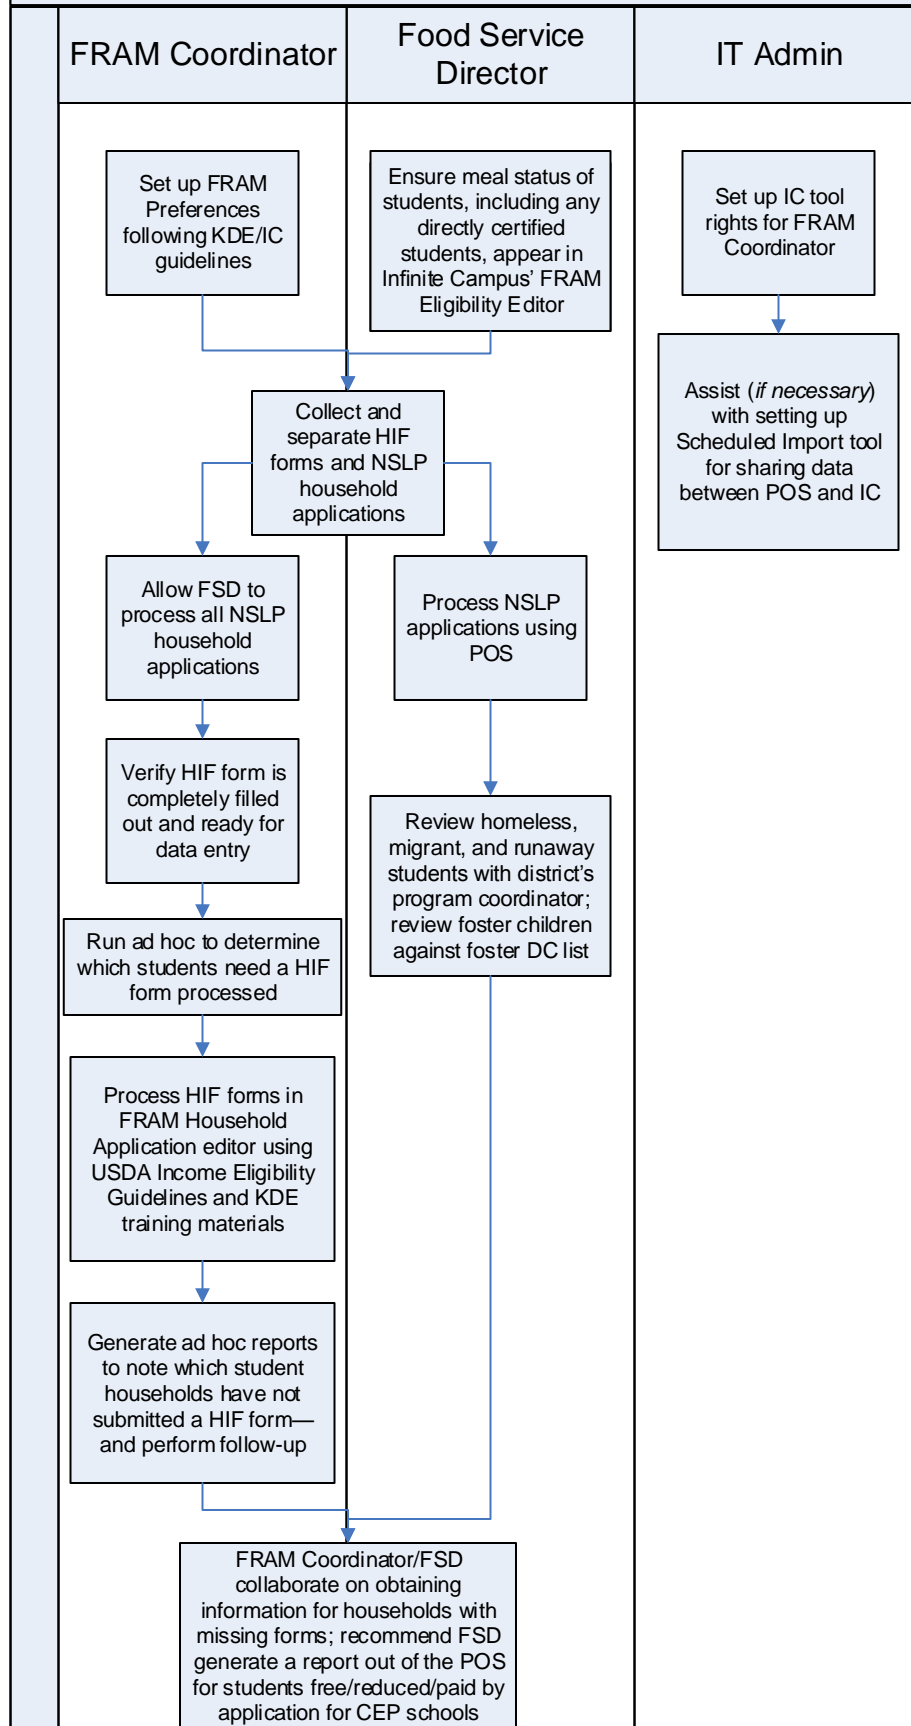 FRAM Coordinator
Food Service
Director
IT Admin
Set up FRAM
Preferences
following KDE/IC
guidelines
Ensure meal status of
students, including any
directly certified
students, appear in
Infinite Campus’ FRAM
Eligibility Editor
Set up IC tool
rights for FRAM
Coordinator
Collect and
separate HIF
forms and NSLP
household
applications
Assist (if necessary)
with setting up
Scheduled Import tool
for sharing data
between POS and IC
Allow FSD to
process all NSLP
household
applications
Process NSLP
applications using
POS
Verify HIF form is
completely filled
out and ready for
data entry
Review homeless,
migrant, and runaway
students with district’s
program coordinator;
review foster children
against foster DC list
Run ad hoc to determine
which students need a HIF
form processed
Process HIF forms in
FRAM Household
Application editor using
USDA Income Eligibility
Guidelines and KDE
training materials
Generate ad hoc reports
to note which student
households have not
submitted a HIF form—
and perform follow-up
FRAM Coordinator/FSD
collaborate on obtaining
information for households with
missing forms; recommend FSD
generate a report out of the POS
for students free/reduced/paid by
application for CEP schools